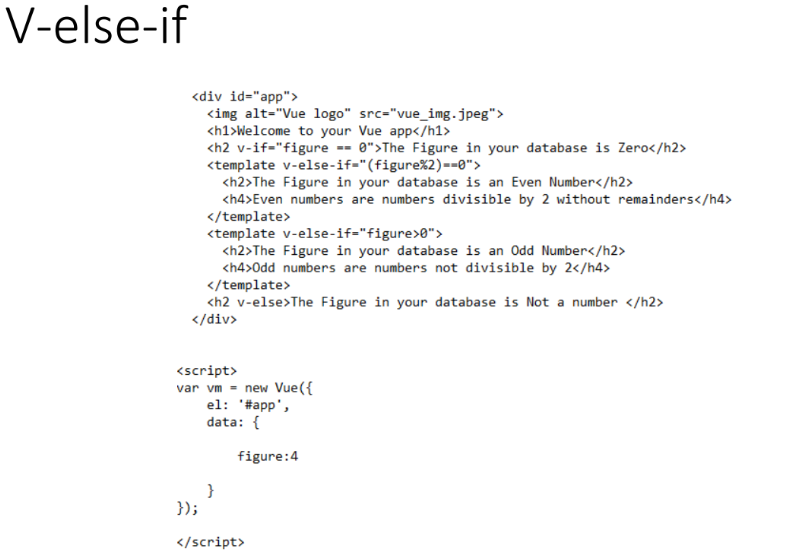 V-else-if
<div id="app">
<img alt="Vue logo" src="vue_img.jpeg">
<h1>Welcome to your Vue app</h1>
<h2 v-if="figure == 0">The Figure in your database is Zero</h2>
<template v-else-if="(figure%2)==0">
<h2>The Figure in your database is an Even Number</h2>
<h4>Even numbers are numbers divisible by 2 without remainders</h4>
</template>
<template v-else-if="figure>0">
<h2>The Figure in your database is an Odd Number</h2>
<h4>Odd numbers are numbers not divisible by 2</h4>
</template>
<h2 v-else>The Figure in your database is Not a number </h2>
</div>
<script>
var vm = new Vue({
el: '#app',
data: {
figure:4
}
});
</script>